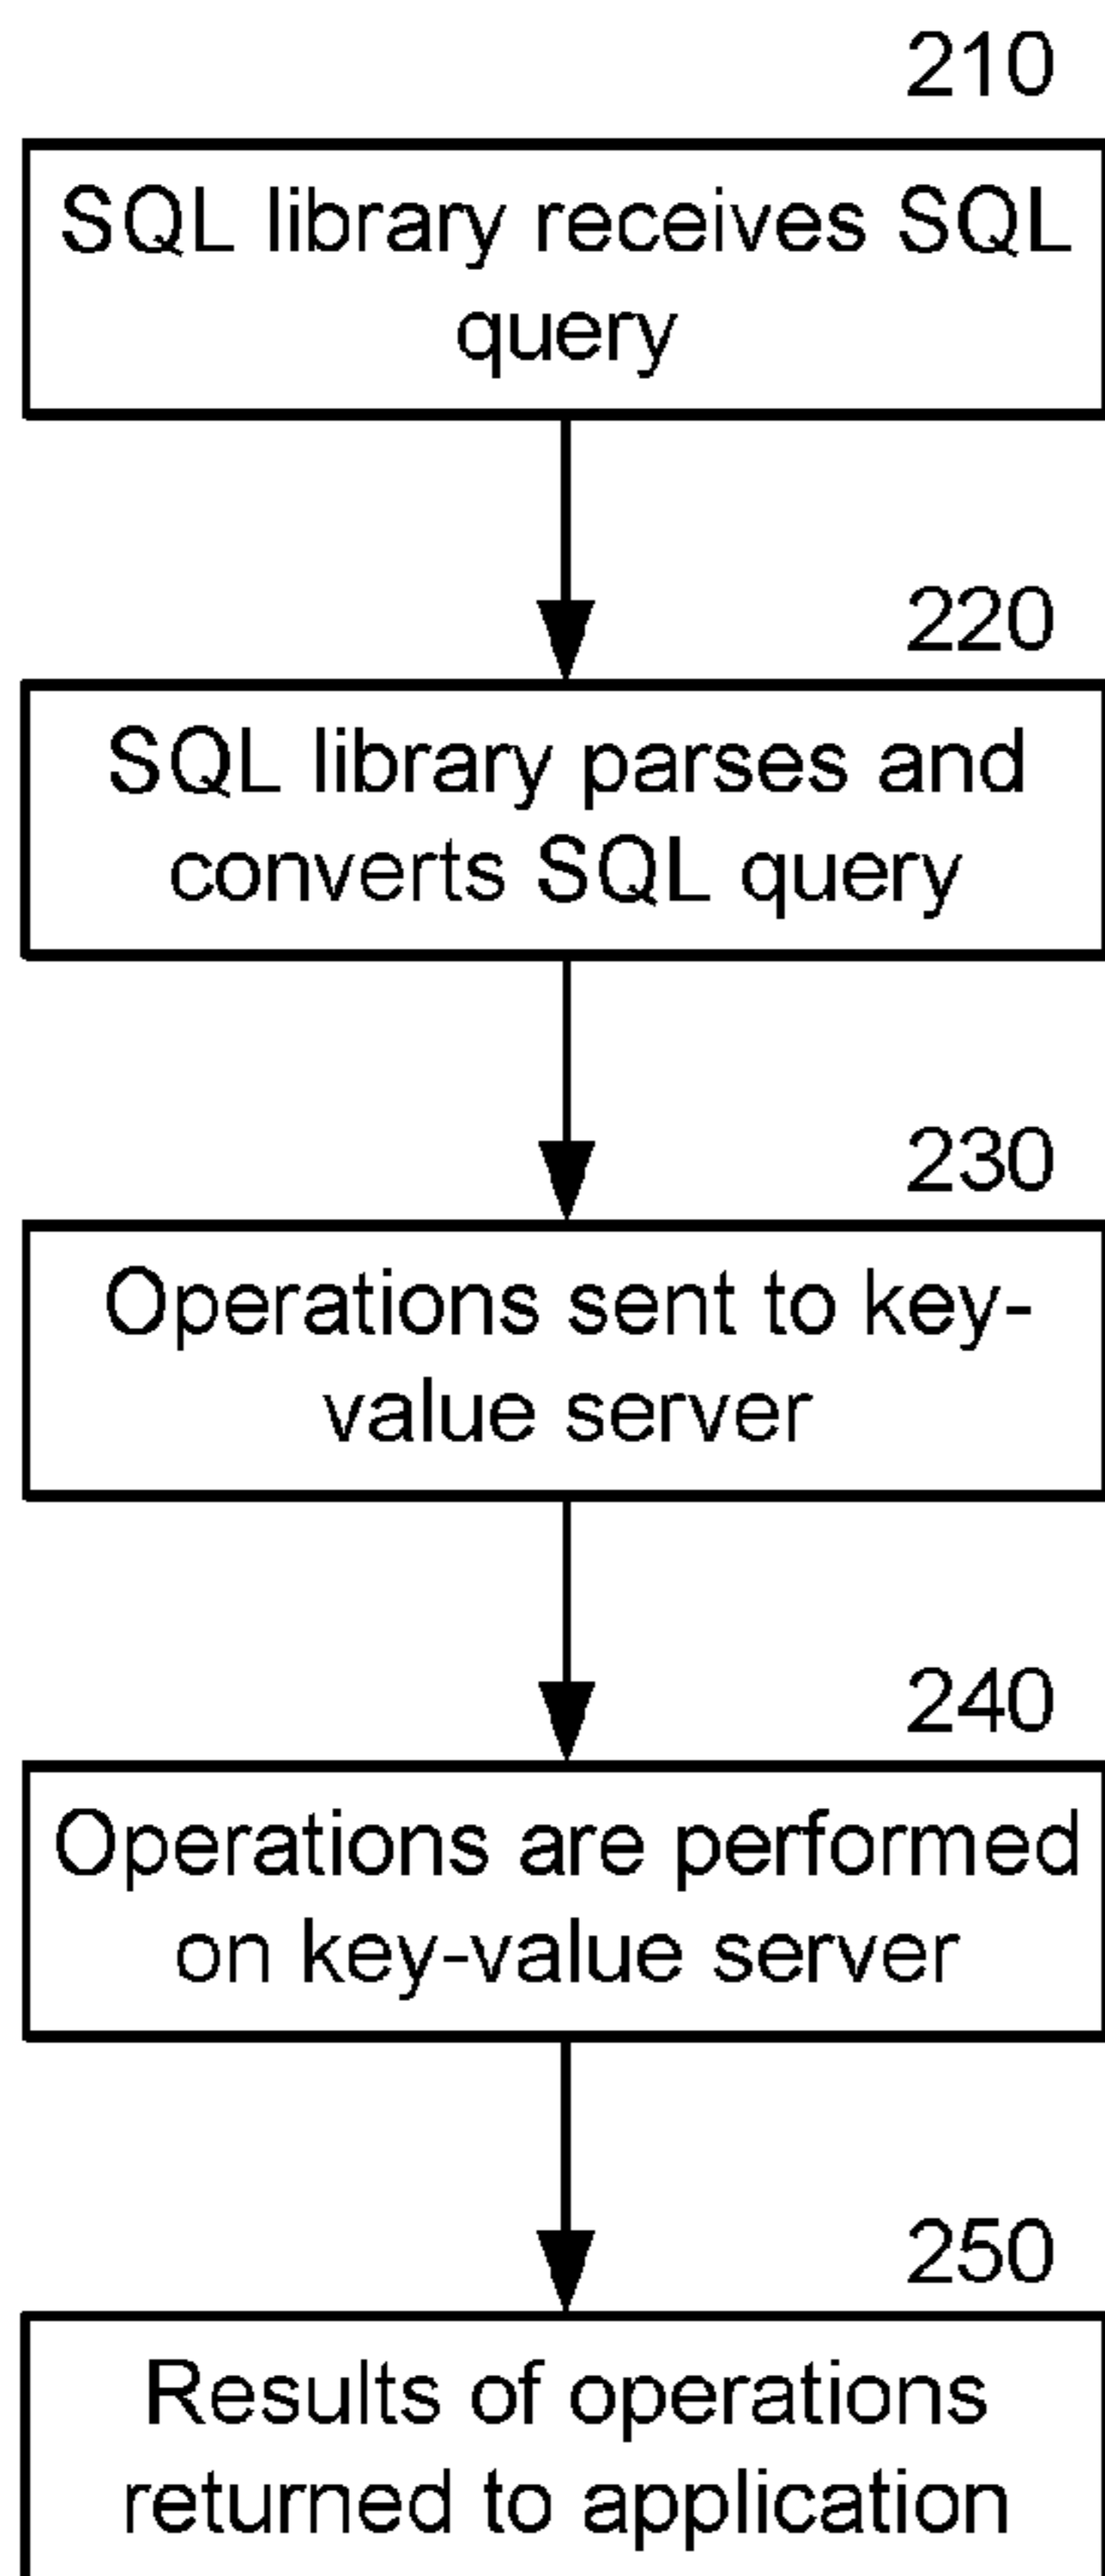 210
SQL library receives SQL
query
220
SQL library parses and
converts SQL query
230
Operations sent to key-
value server
240
Operations are performed
on key-value server
250
Results of operations
returned to application